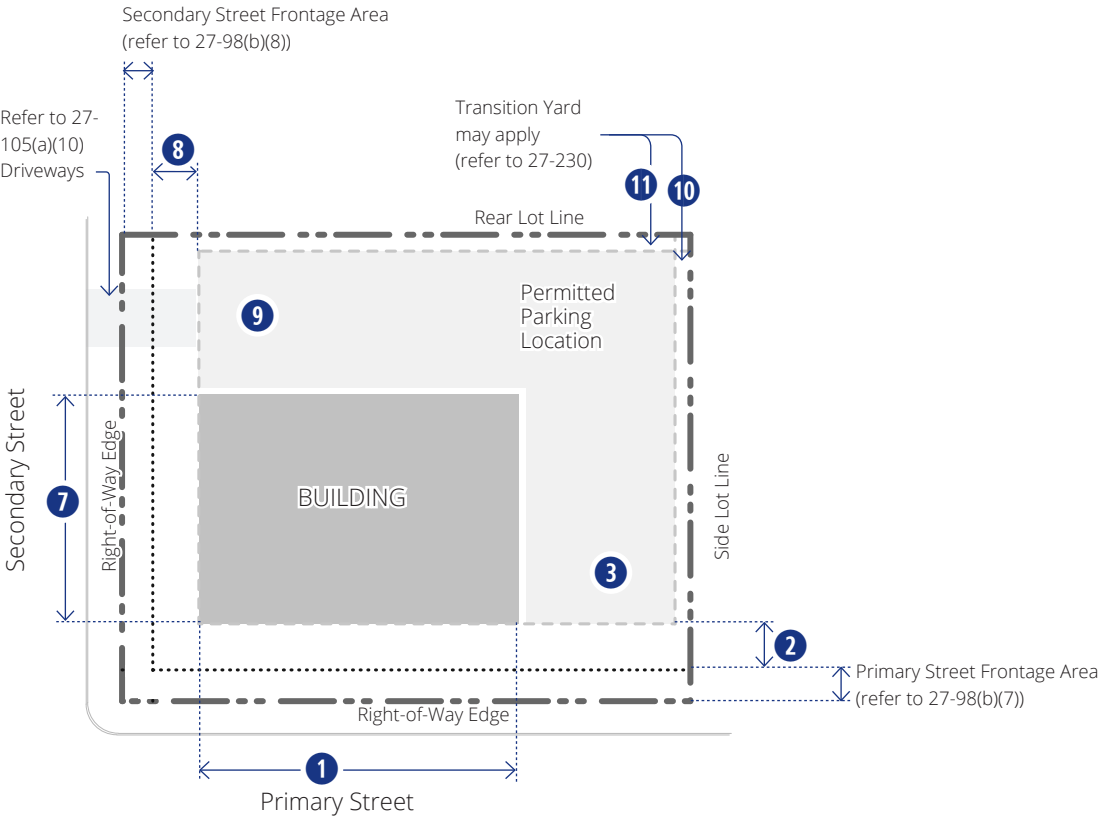 Secondary Street Frontage Area
(refer to 27-98(b)(8))
Refer to 27-
105(a)(10)
Driveways
8
Transition Yard
may apply
(refer to 27-230)
11
10
Rear Lot Line
9
Permitted
Parking
Location
Secondary Street
7
Right-of-Way Edge
BUILDING
Side Lot Line
3
2
Primary Street Frontage Area
(refer to 27-98(b)(7))
Right-of-Way Edge
1
Primary Street